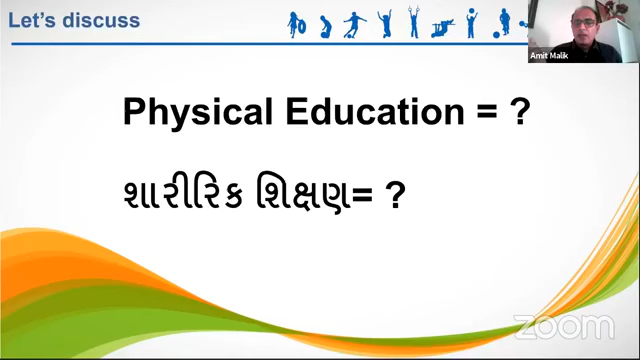 Let's discuss
Amit Malik
Physical Education = ?
શારીરિક શિક્ષણ= ?
zoom